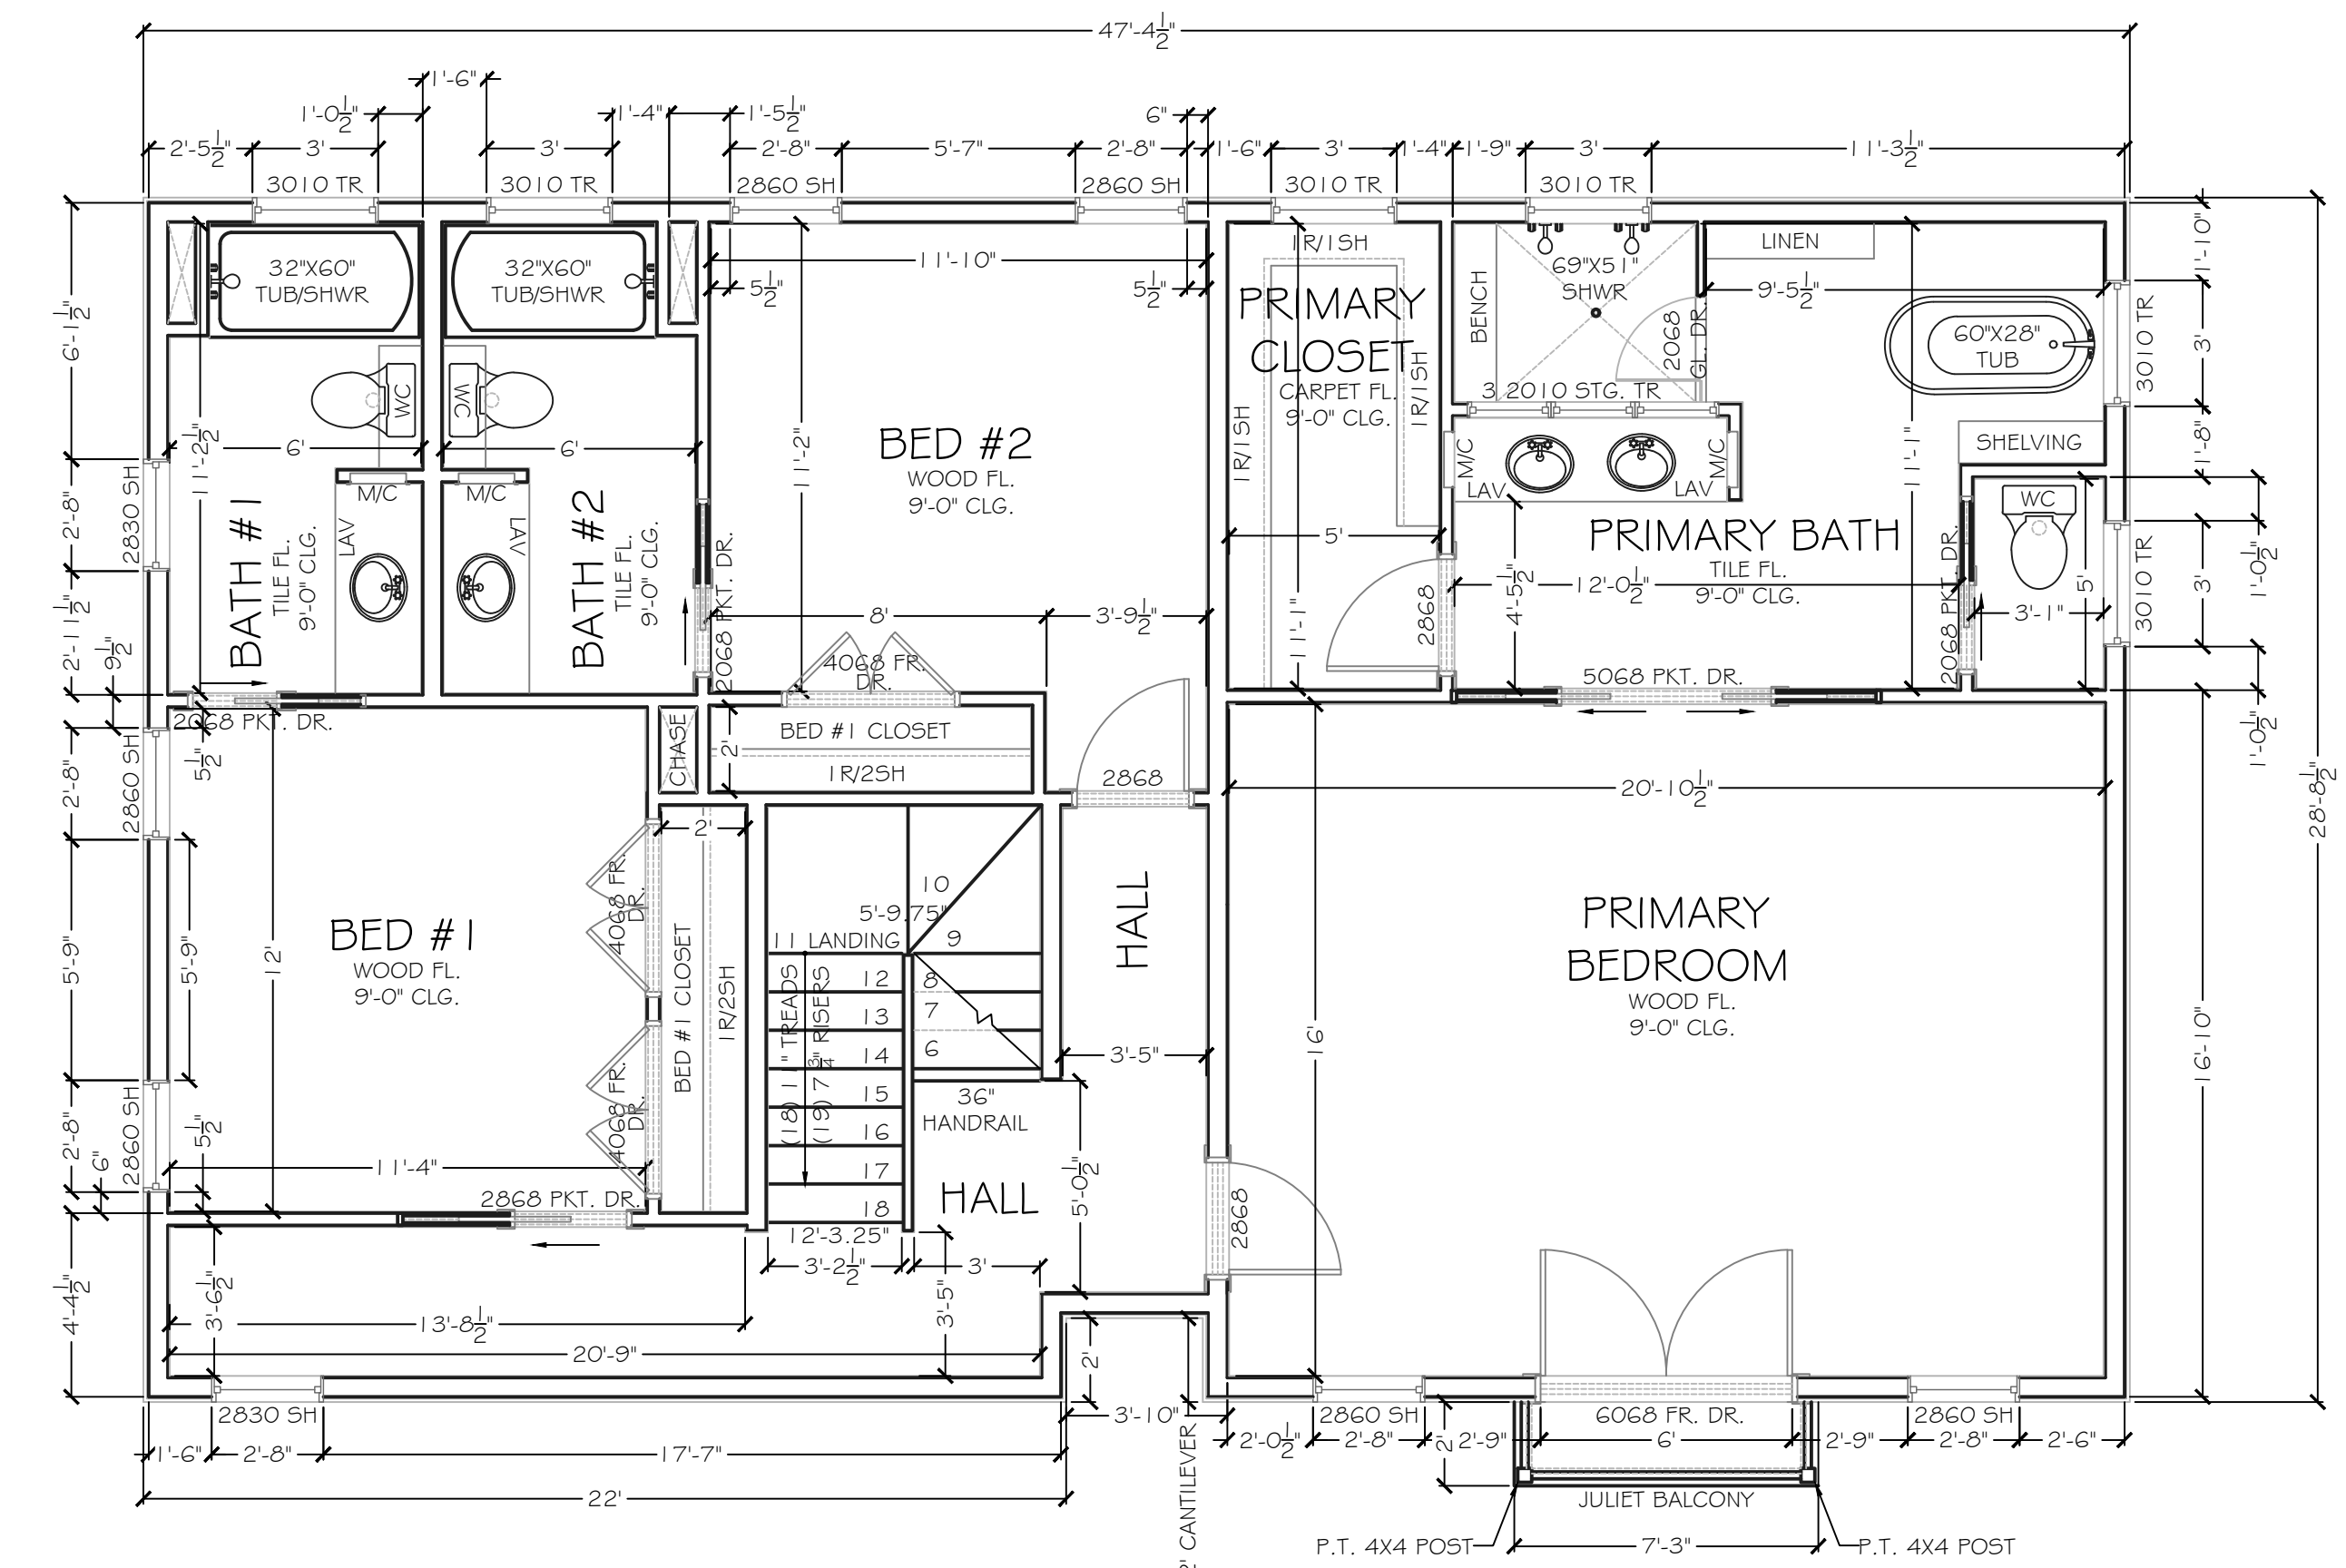 47'-4 1/2"
1'-6"
1'-0 1/2"
1'-4"
1'-5 1/2"
6"
2'-5 1/2"
3'
3'
2'-8"
5'-7"
2'-8"
1'-6"
3'
1'-4"
1'-9"
3'
11'-3 1/2"
3010 TR
3010 TR
2860 SH
2860 SH
3010 TR
3010 TR
32"X60"
TUB/SHWR
32"X60"
TUB/SHWR
11'-10"
5 1/2"
5 1/2"
1R/1SH
PRIMARY
CLOSET
CARPET FL.
9'-0" CLG.
1R/1SH
1R/1SH
BENCH
69"X51"
SHWR
2068
GL. DR.
LINEN
9'-5 1/2"
60"X28"
TUB
SHELVING
1'-10"
3'
3010 TR
1'-8"
3 2010 STG. TR
6'-1 1/2"
11'-2 1/2"
WC
WC
6'
6'
11'-2"
BED #2
WOOD FL.
9'-0" CLG.
M/C
M/C
LAV
LAV
11'-1"
WC
2'-8"
2830 SH
BATH #1
TILE FL.
9'-0" CLG.
M/C
LAV
M/C
LAV
BATH #2
TILE FL.
9'-0" CLG.
2068 PKT. DR.
5'
PRIMARY BATH
TILE FL.
9'-0" CLG.
12'-0 1/2"
4'-5 1/2"
2868
11'-1"
2068 PKT. DR.
3'-1"
5'
3010 TR
3'
1'-0 1/2"
1'-0 1/2"
8'
3'-9 1/2"
2'-11 1/2"
9 1/2"
4068 FR.
DR.
5068 PKT. DR.
2068 PKT. DR.
5 1/2"
CHASE
2'
BED #1 CLOSET
1R/2SH
2868
20'-10 1/2"
28'-8 1/2"
2'-8"
2860 SH
2'
4068 FR.
DR.
10
5'-9.75"
11 LANDING
9
HALL
BED #1
WOOD FL.
9'-0" CLG.
5'-9"
5'-9"
12'
BED #1 CLOSET
1R/2SH
(18) 11" TREADS
(19) 7 3/4" RISERS
12
13
14
15
16
17
18
8
7
6
PRIMARY
BEDROOM
WOOD FL.
9'-0" CLG.
16'
16'-10"
3'-5"
36"
HANDRAIL
4068 FR.
DR.
2'-8"
2860 SH
5 1/2"
6"
11'-4"
2868 PKT. DR.
HALL
5'-0 1/2"
2868
12'-3.25"
3'-2 1/2"
3'
4'-4 1/2"
3'-6 1/2"
13'-8 1/2"
3'-5"
20'-9"
2'
2830 SH
3'-10"
2860 SH
6068 FR. DR.
2860 SH
1'-6"
2'-8"
17'-7"
2' CANTILEVER
2'-0 1/2"
2'-8"
2'
2'-9"
6'
2'-9"
2'-8"
2'-6"
22'
JULIET BALCONY
P.T. 4X4 POST
7'-3"
P.T. 4X4 POST